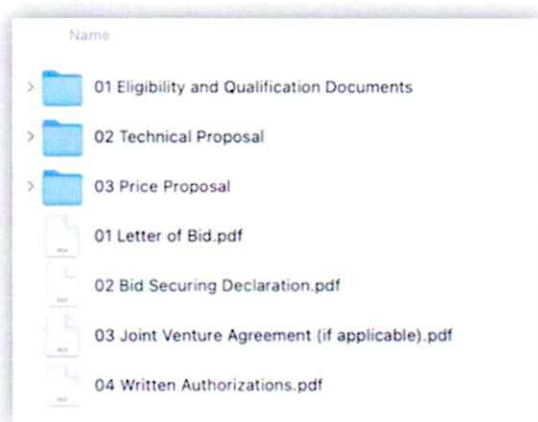 Name
01 Eligibility and Qualification Documents
02 Technical Proposal
03 Price Proposal
01 Letter of Bid.pdf
02 Bid Securing Declaration.pdf
03 Joint Venture Agreement (if applicable).pdf
04 Written Authorizations.pdf